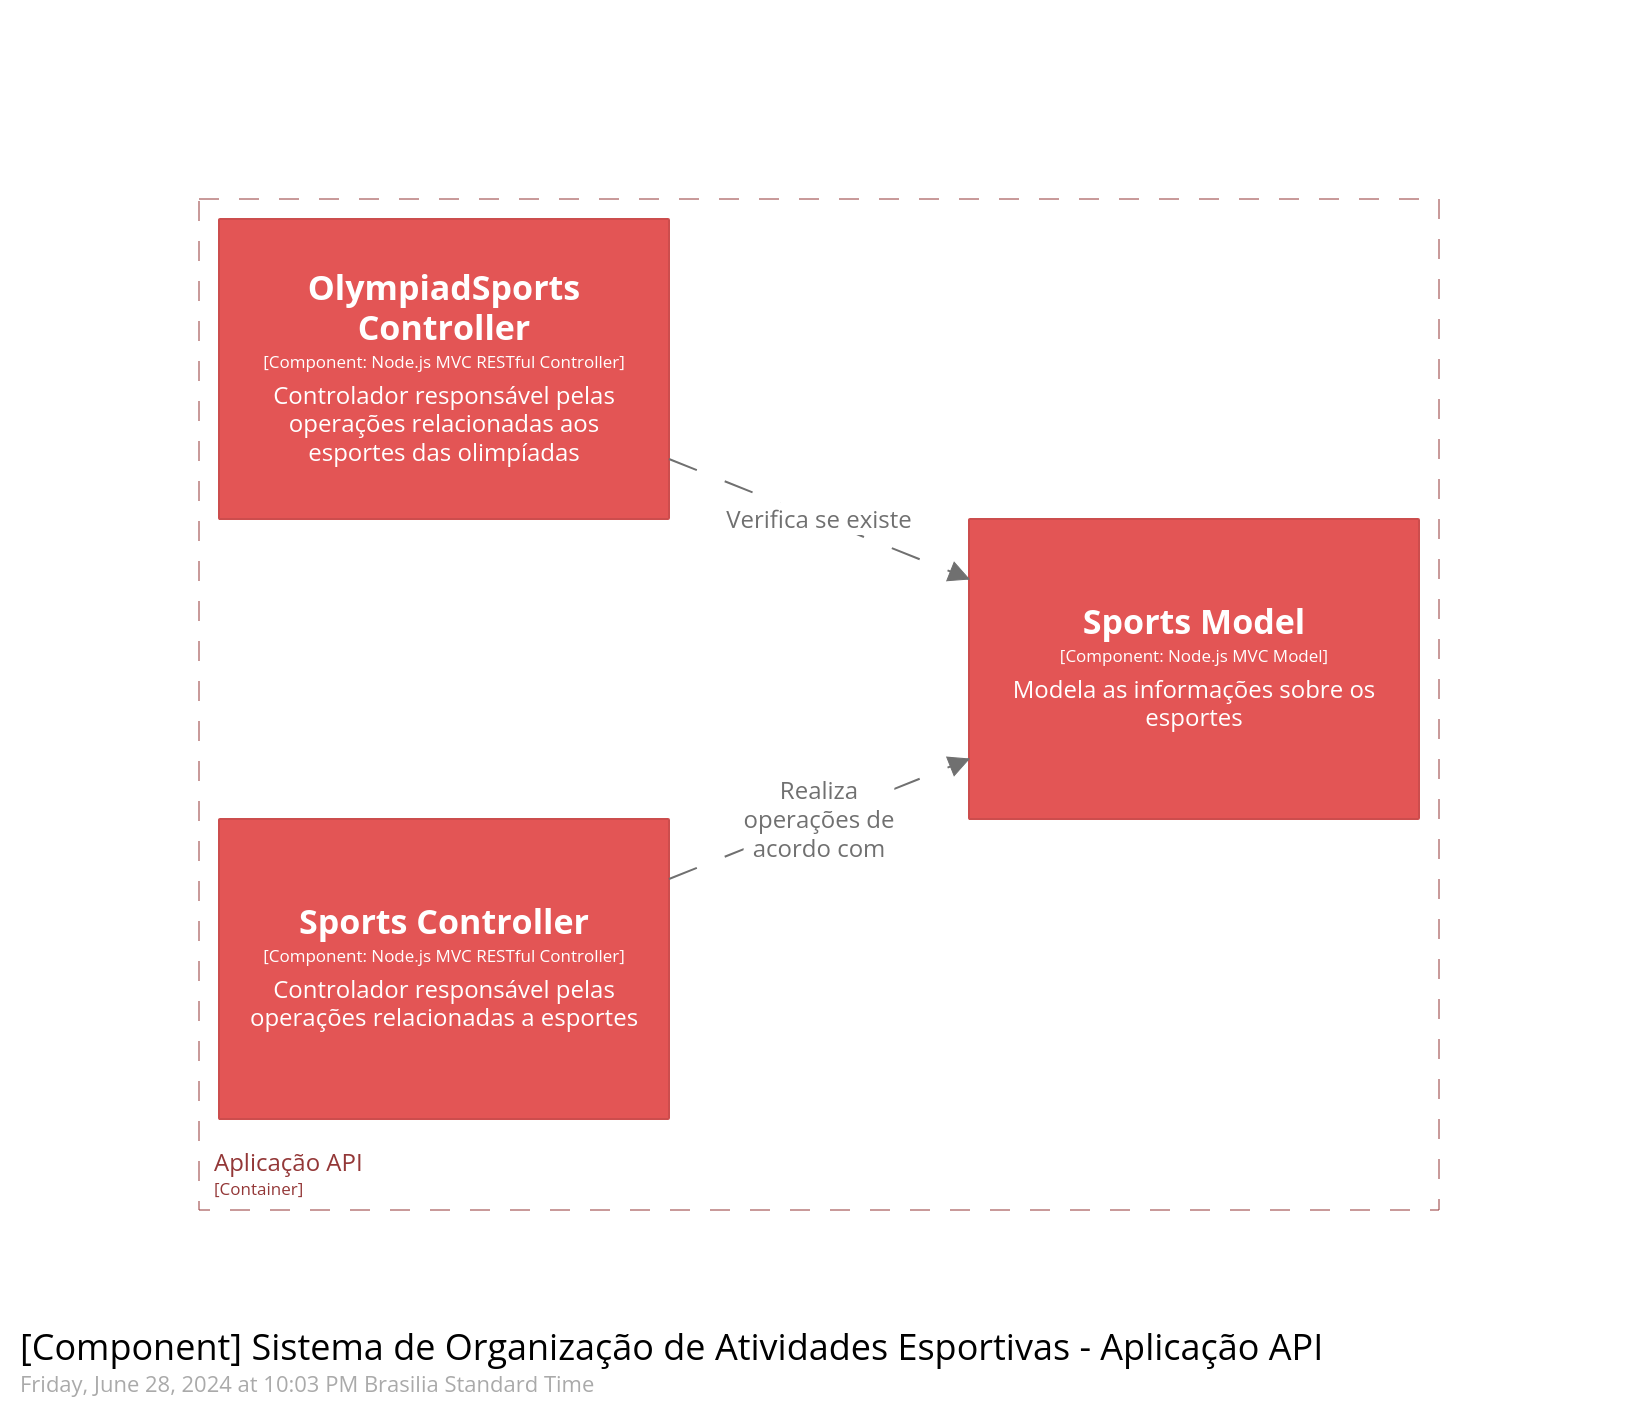 OlympiadSports
Controller
[Component: Node.js MVC RESTful Controller]
Controlador responsável pelas
operações relacionadas aos
esportes das olimpíadas
Verifica se existe
Sports Model
[Component: Node.js MVC Model]
Modela as informações sobre os
esportes
Realiza
operações de
acordo com
Sports Controller
[Component: Node.js MVC RESTful Controller]
Controlador responsável pelas
operações relacionadas a esportes
Aplicação API
[Container]
[Component] Sistema de Organização de Atividades Esportivas - Aplicação API
Friday, June 28, 2024 at 10:03 PM Brasilia Standard Time